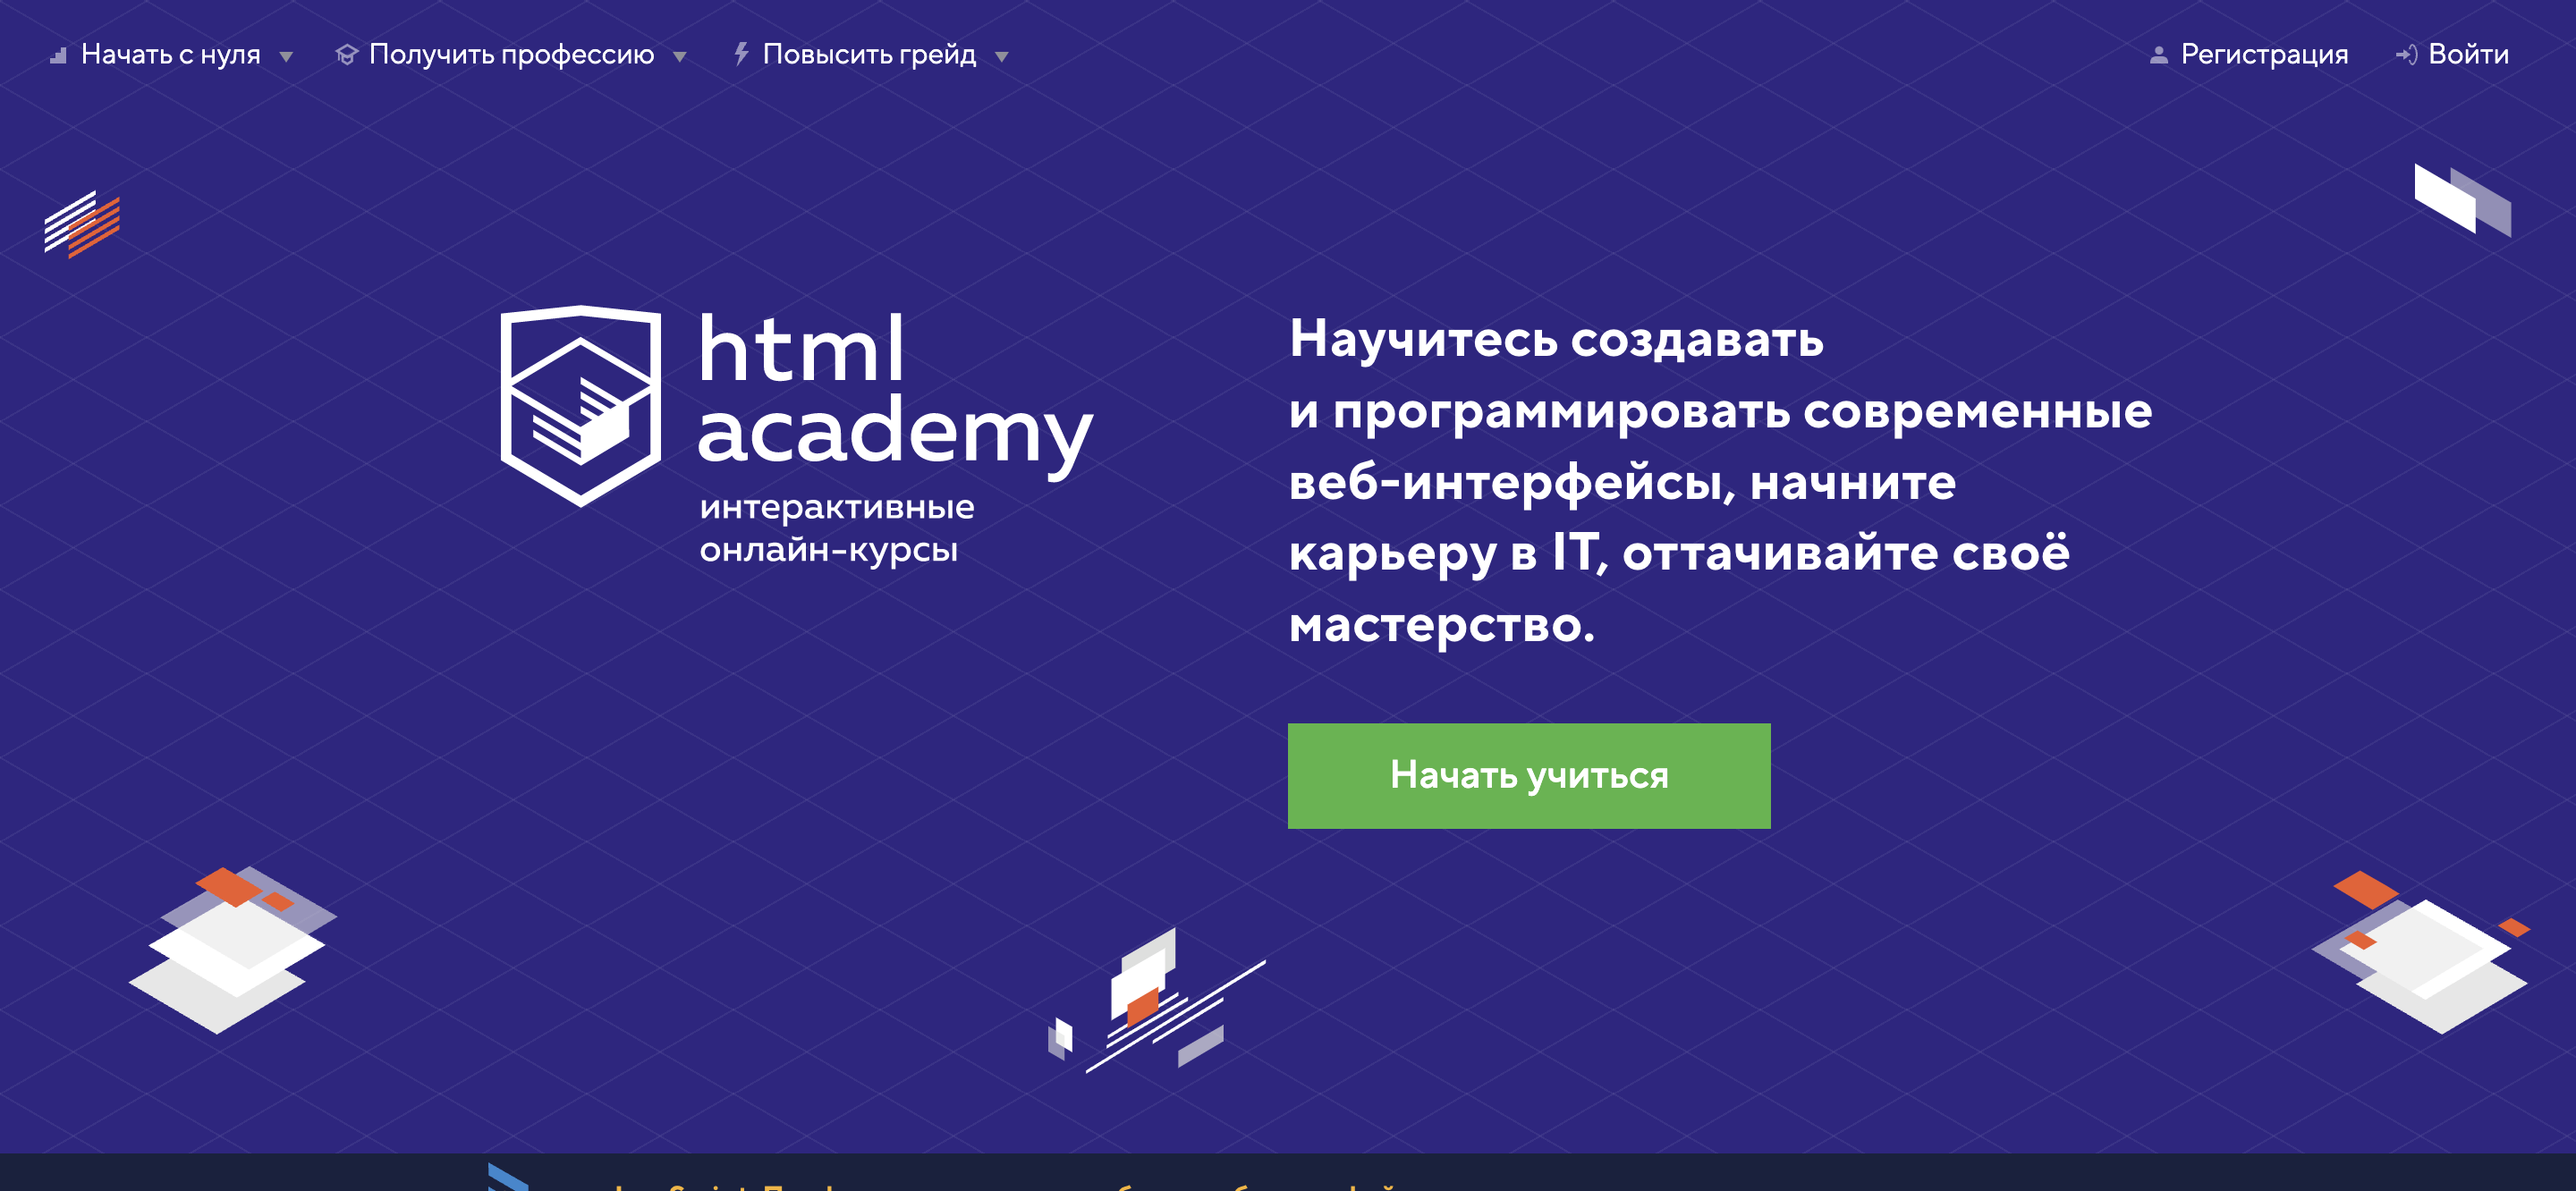 Начать с нуля
Получить профессию
Повысить грейд
Регистрация
Войти
html
academy
интерактивные
онлайн-курсы
Научитесь создавать
и программировать современные
веб-интерфейсы, начните
карьеру в IT, оттачивайте своё
мастерство.
Начать учиться